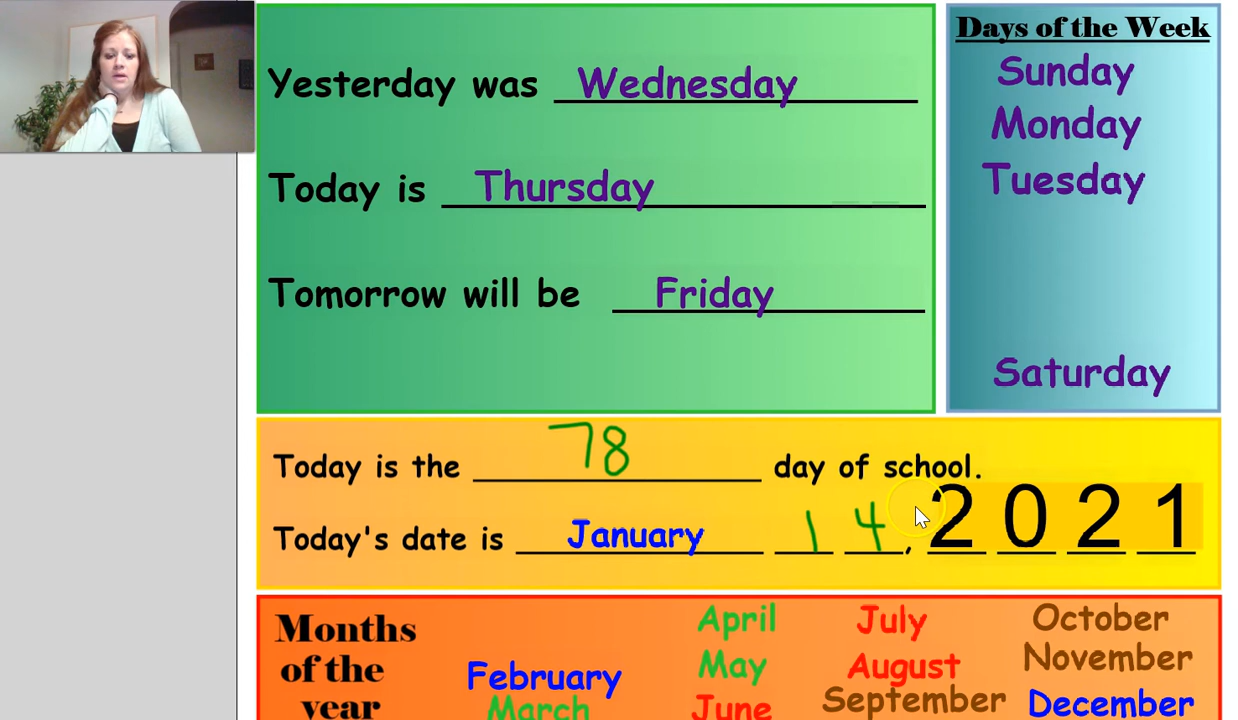 Yesterday was Wednesday
Today is Thursday
Tomorrow will be Friday
Days of the Week
Sunday
Monday
Tuesday
Saturday
Today is the 78 day of school.
Today's date is January 14, 2021
Months
of the
year
February
March
April
May
June
July
August
September
October
November
December